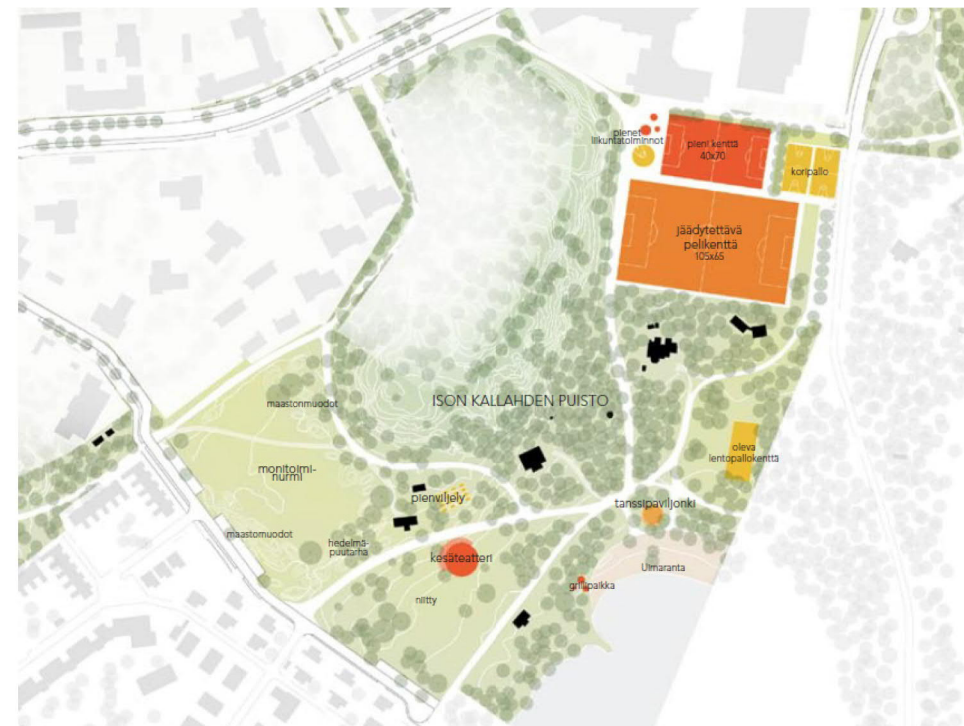 pienet
liikuntatoiminnot
pieni kenttä
40x70
koripallo
jäädytettävä
pelikenttä
105x65
ISON KALLAHDEN PUISTO
maastonmuodot
oleva
lentopallokenttä
monitoimi-
nurmi
pienviljely
tanssipaviljonki
maastomuodot
hedelmä-
puutarha
kesäteatteri
Uimaranta
grillipaikka
niitty